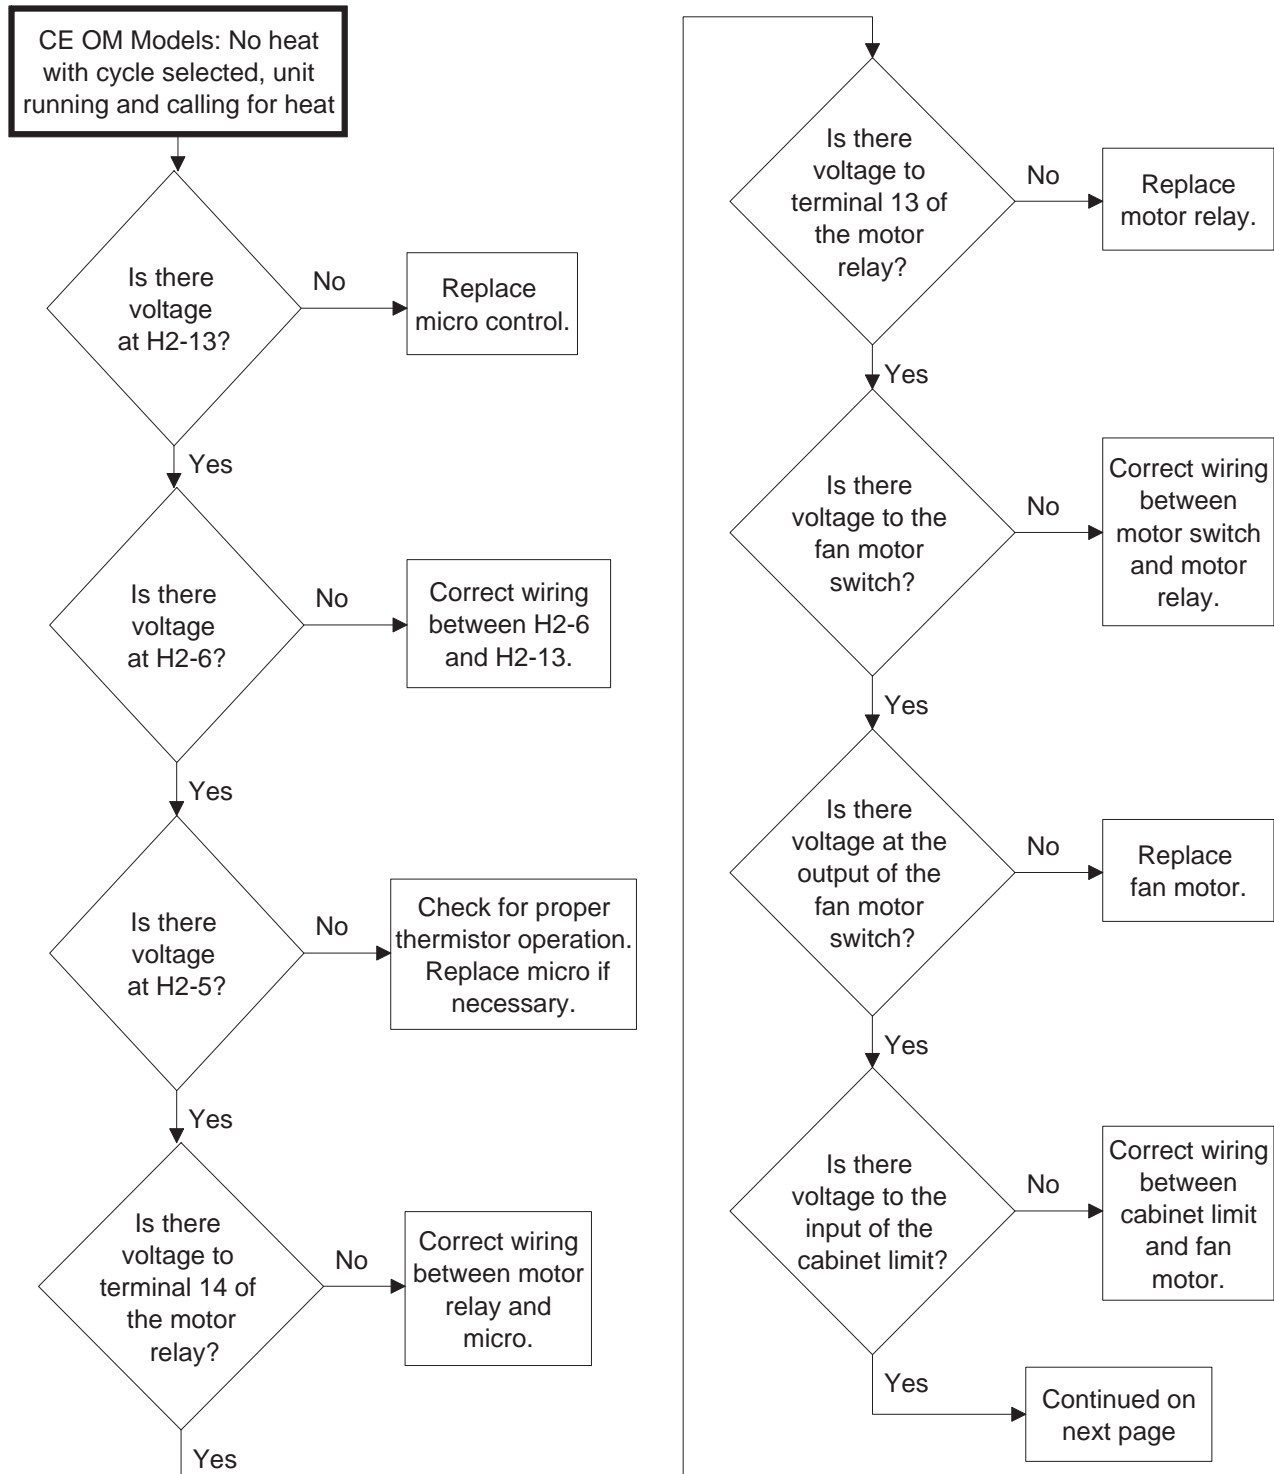 CE OM Models: No heat
with cycle selected, unit
running and calling for heat
Is there
voltage
at H2-13?
No
Replace
micro control.
Yes
Is there
voltage
at H2-6?
No
Correct wiring
between H2-6
and H2-13.
Yes
Is there
voltage
at H2-5?
No
Check for proper
thermistor operation.
Replace micro if
necessary.
Yes
Is there
voltage to
terminal 14 of
the motor
relay?
No
Correct wiring
between motor
relay and
micro.
Yes
Is there
voltage to
terminal 13 of
the motor
relay?
No
Replace
motor relay.
Yes
Is there
voltage to the
fan motor
switch?
No
Correct wiring
between
motor switch
and motor
relay.
Yes
Is there
voltage at the
output of the
fan motor
switch?
No
Replace
fan motor.
Yes
Is there
voltage to the
input of the
cabinet limit?
No
Correct wiring
between
cabinet limit
and fan
motor.
Yes
Continued on
next page